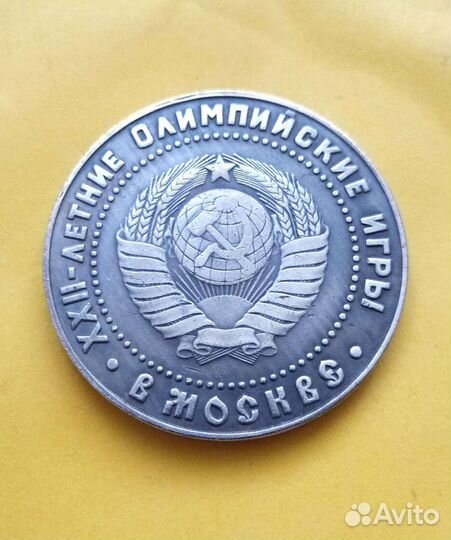 XXII-ЛЕТНИЕ ОЛИМПИЙСКИЕ ИГРЫ
• В МОСКВЕ •
Avito